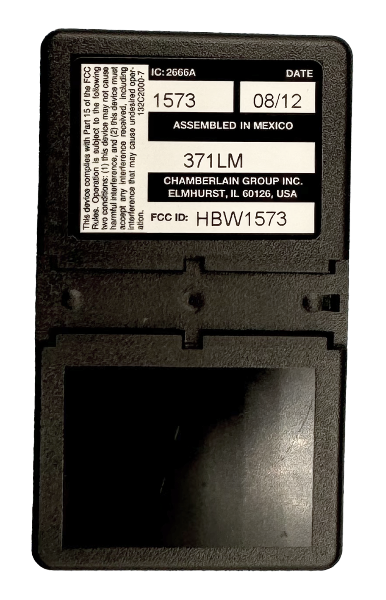 This device complies with Part 15 of the FCC
Rules. Operation is subject to the following
two conditions: (1) this device may not cause
harmful interference, and (2) this device must
accept any interference received, including
interference that may cause undesired oper-
ation. 132C2000-7
IC: 2666A DATE
1573 08/12
ASSEMBLED IN MEXICO
371LM
CHAMBERLAIN GROUP INC.
ELMHURST, IL 60126, USA
FCC ID: HBW1573